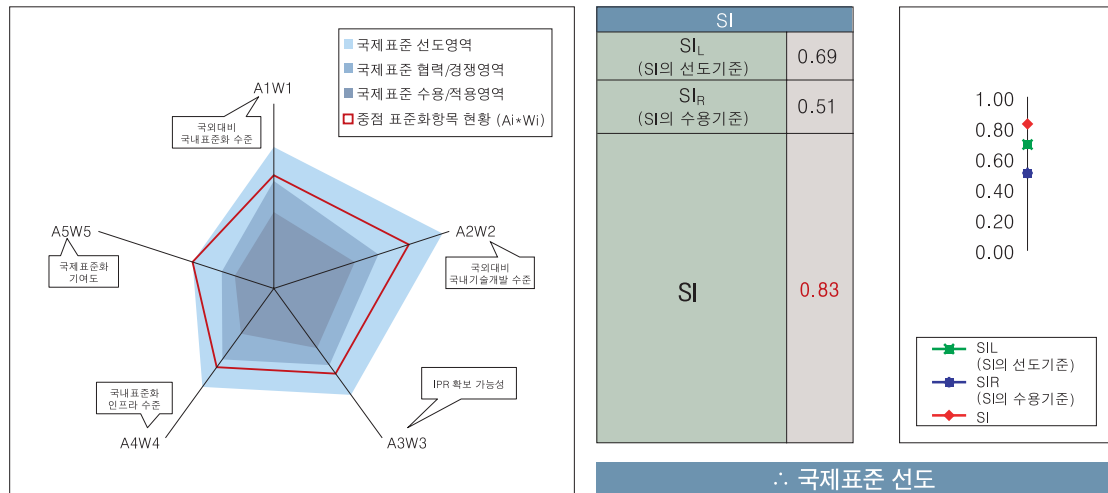 국제표준 선도영역
국제표준 협력/경쟁영역
국제표준 수용/적용영역
중점 표준화항목 현황 (Ai*Wi)
A1W1
국외대비
국내표준화 수준
A2W2
국외대비
국내기술개발 수준
A5W5
국제표준화
기여도
국내표준화
인프라 수준
A4W4
IPR 확보 가능성
A3W3
SI
SIL
(SI의 선도기준)
0.69
SIR
(SI의 수용기준)
0.51
SI
0.83
1.00
0.80
0.60
0.40
0.20
0.00
SIL
(SI의 선도기준)
SIR
(SI의 수용기준)
SI
∴ 국제표준 선도